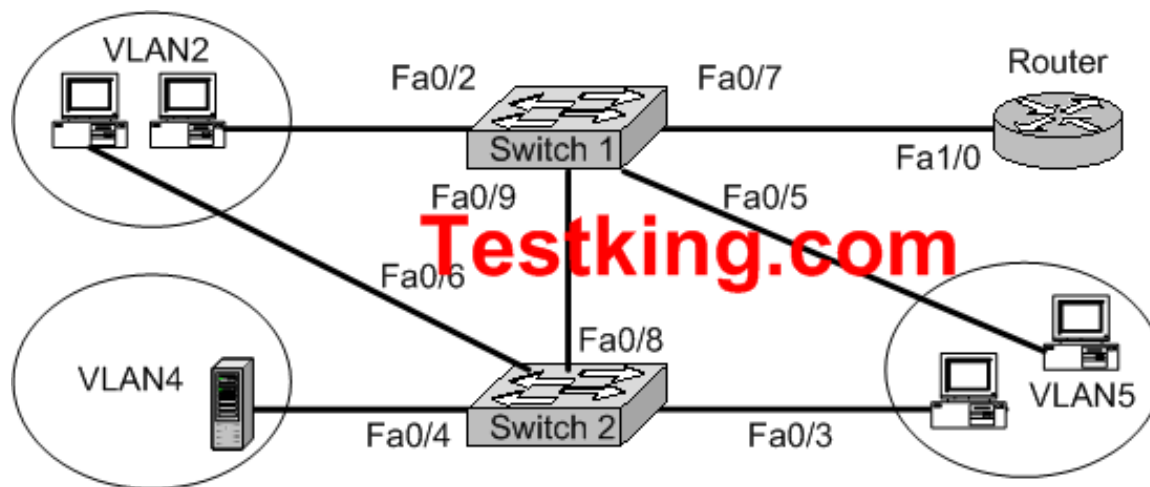 VLAN2
Fa0/2
Fa0/7
Router
Switch 1
Fa1/0
Fa0/9
Fa0/5
Testking.com
Fa0/6
Fa0/8
VLAN4
VLAN5
Fa0/4
Switch 2
Fa0/3